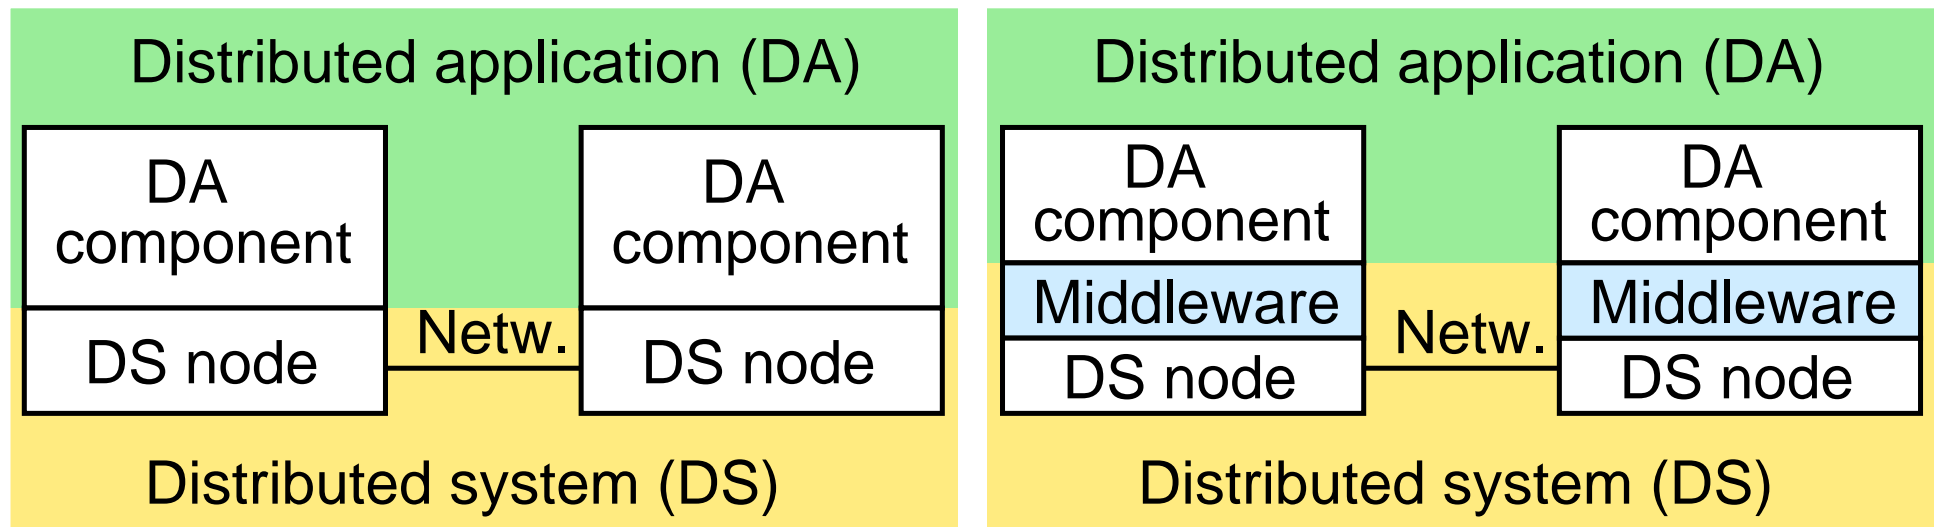 Distributed application (DA)
DA
component
DA
component
DS node
Netw.
DS node
Distributed system (DS)
Distributed application (DA)
DA
component
DA
component
Middleware
Middleware
Netw.
DS node
DS node
Distributed system (DS)